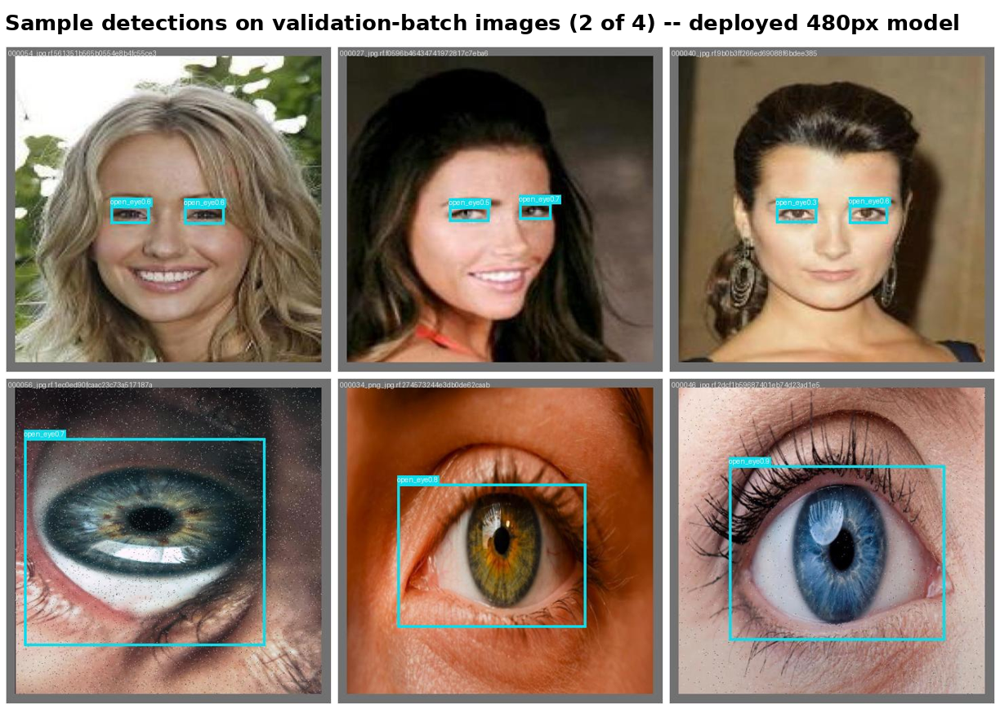 Sample detections on validation-batch images (2 of 4) -- deployed 480px model
000054_jpg.rf.561351b565b0554e8b4fc55ce3
000027_jpg.rf.f0596b46434741972817c7eba6
000040_jpg.rf.9b0b3ff266ed69088f6bdee385
open_eye0.6 open_eye0.6
open_eye0.5 open_eye0.7
open_eye0.3 open_eye0.6
000056_jpg.rf.1ec0ed90fcaac23c73a517187a
000034_png_jpg.rf.274573244e3db0de62caab
000046_jpg.rf.2dcf1b59687401eb74d23ad1e5
open_eye0.7
open_eye0.8
open_eye0.9